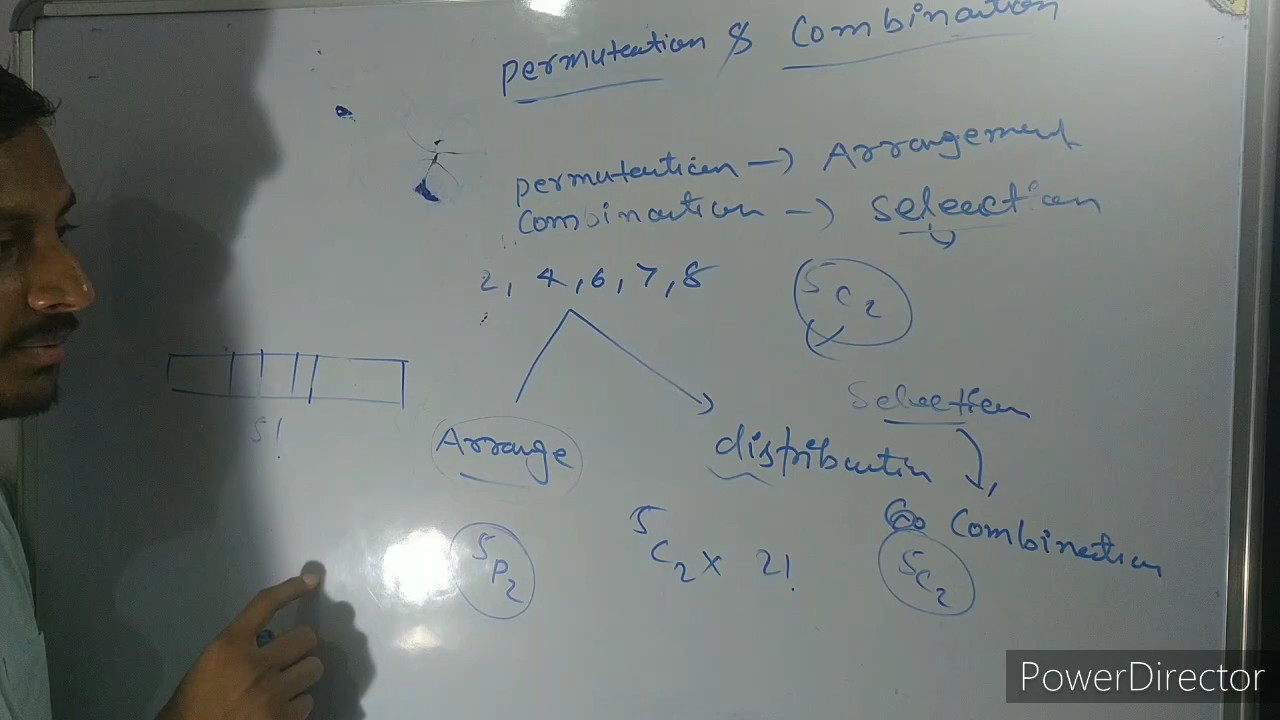 permutation & Combination
permutation → Arrangement
Combination → selection
2, 4, 6, 7, 8
5C2
5!
Arrange
distributin
Selection
Combination
5P2
5C2 × 2!
5C2
PowerDirector